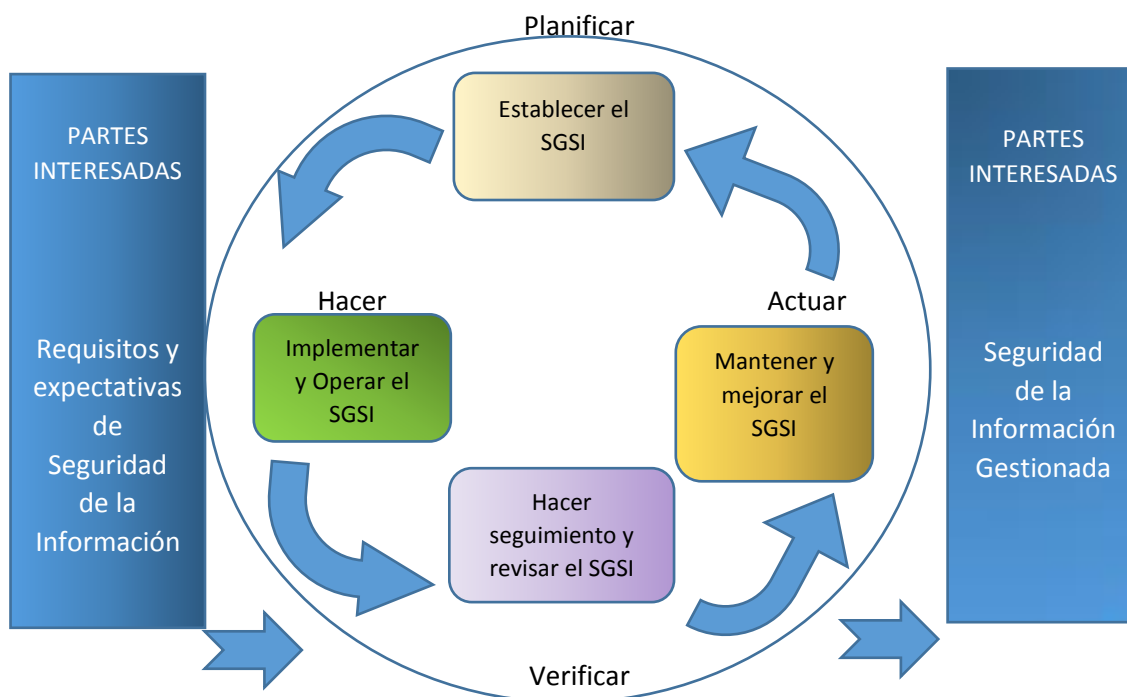 Planificar
PARTES
INTERESADAS
Requisitos y
expectativas
de
Seguridad
de la
Información
Establecer el
SGSI
Hacer
Implementar
y Operar el
SGSI
Hacer
seguimiento y
revisar el SGSI
Verificar
Actuar
Mantener y
mejorar el
SGSI
PARTES
INTERESADAS
Seguridad
de la
Información
Gestionada